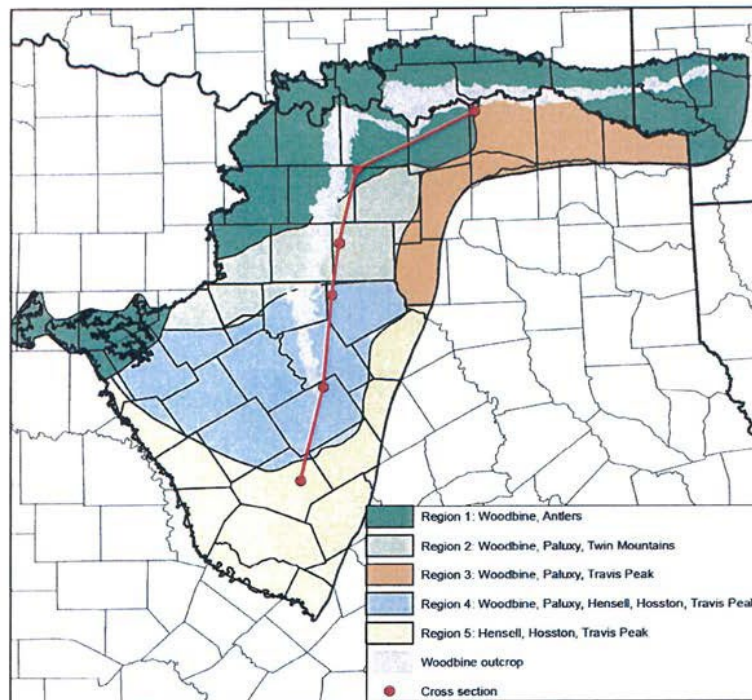 Region 1: Woodbine, Antlers
Region 2: Woodbine, Paluxy, Twin Mountains
Region 3: Woodbine, Paluxy, Travis Peak
Region 4: Woodbine, Paluxy, Hensell, Hosston, Travis Peak
Region 5: Hensell, Hosston, Travis Peak
Woodbine outcrop
Cross section